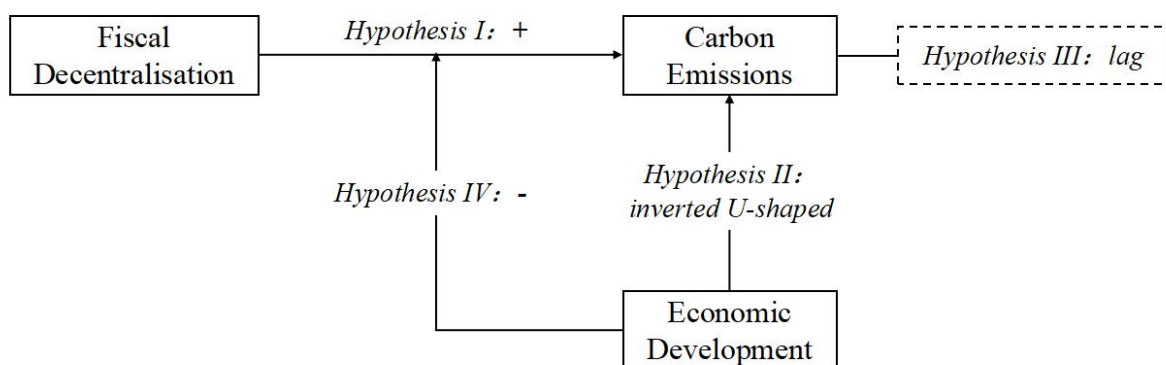 Fiscal
Decentralisation
Hypothesis I：+
Carbon
Emissions
Hypothesis III：lag
Hypothesis IV：-
Hypothesis II：
inverted U-shaped
Economic
Development